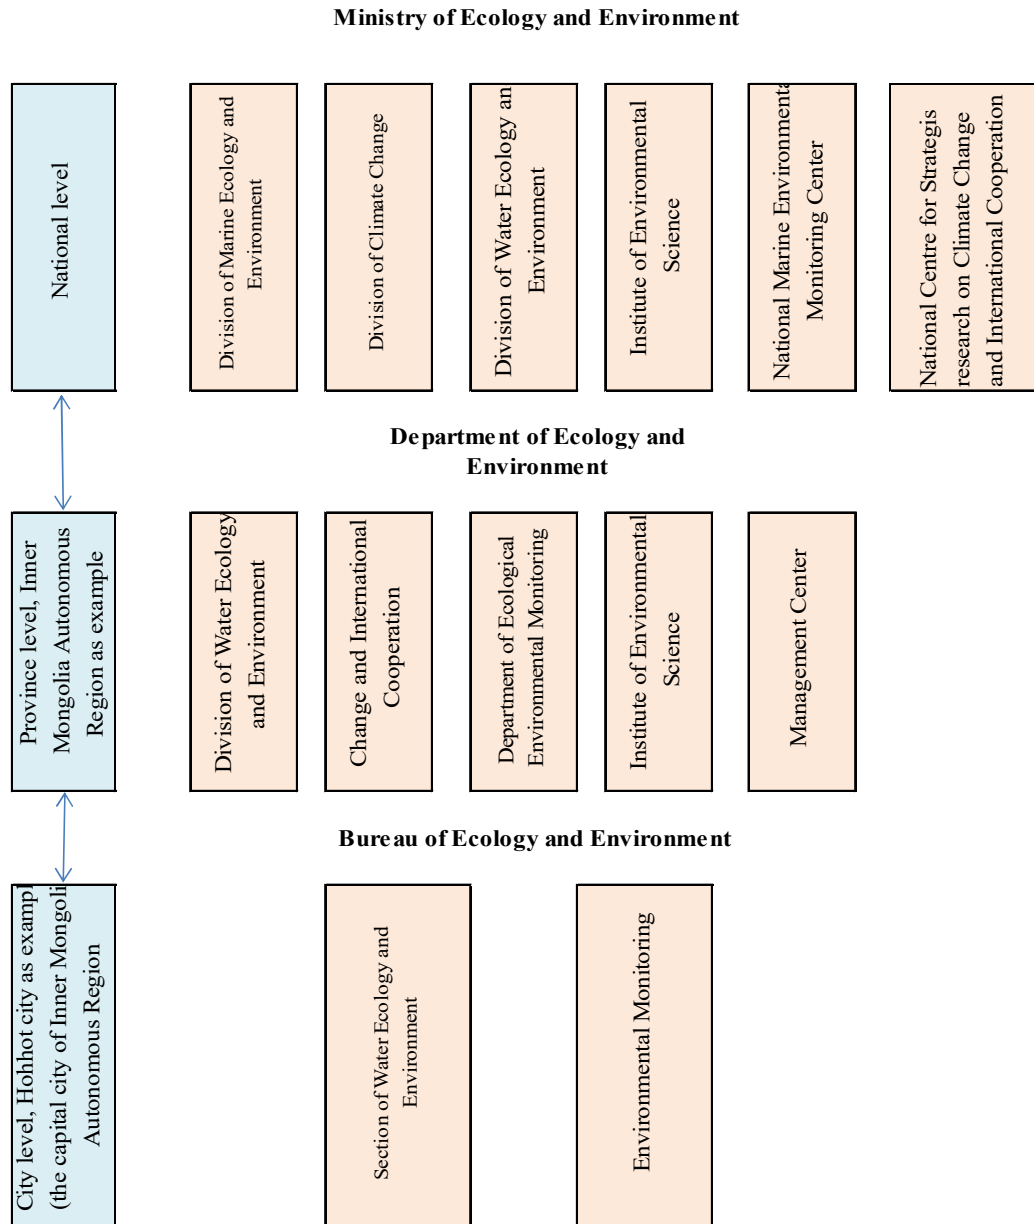 Ministry of Ecology and Environment
National level
Division of Marine Ecology and
Environment
Division of Climate Change
Division of Water Ecology an
Environment
Institute of Environmental
Science
National Marine Environmenta
Monitoring Center
National Centre for Strategis
research on Climate Change
and International Cooperation
Department of Ecology and
Environment
Province level, Inner
Mongolia Autonomous
Region as example
Division of Water Ecology
and Environment
Change and International
Cooperation
Department of Ecological
Environmental Monitoring
Institute of Environmental
Science
Management Center
Bureau of Ecology and Environment
City level, Hohhot city as exampl
(the capital city of Inner Mongoli
Autonomous Region
Section of Water Ecology and
Environment
Environmental Monitoring